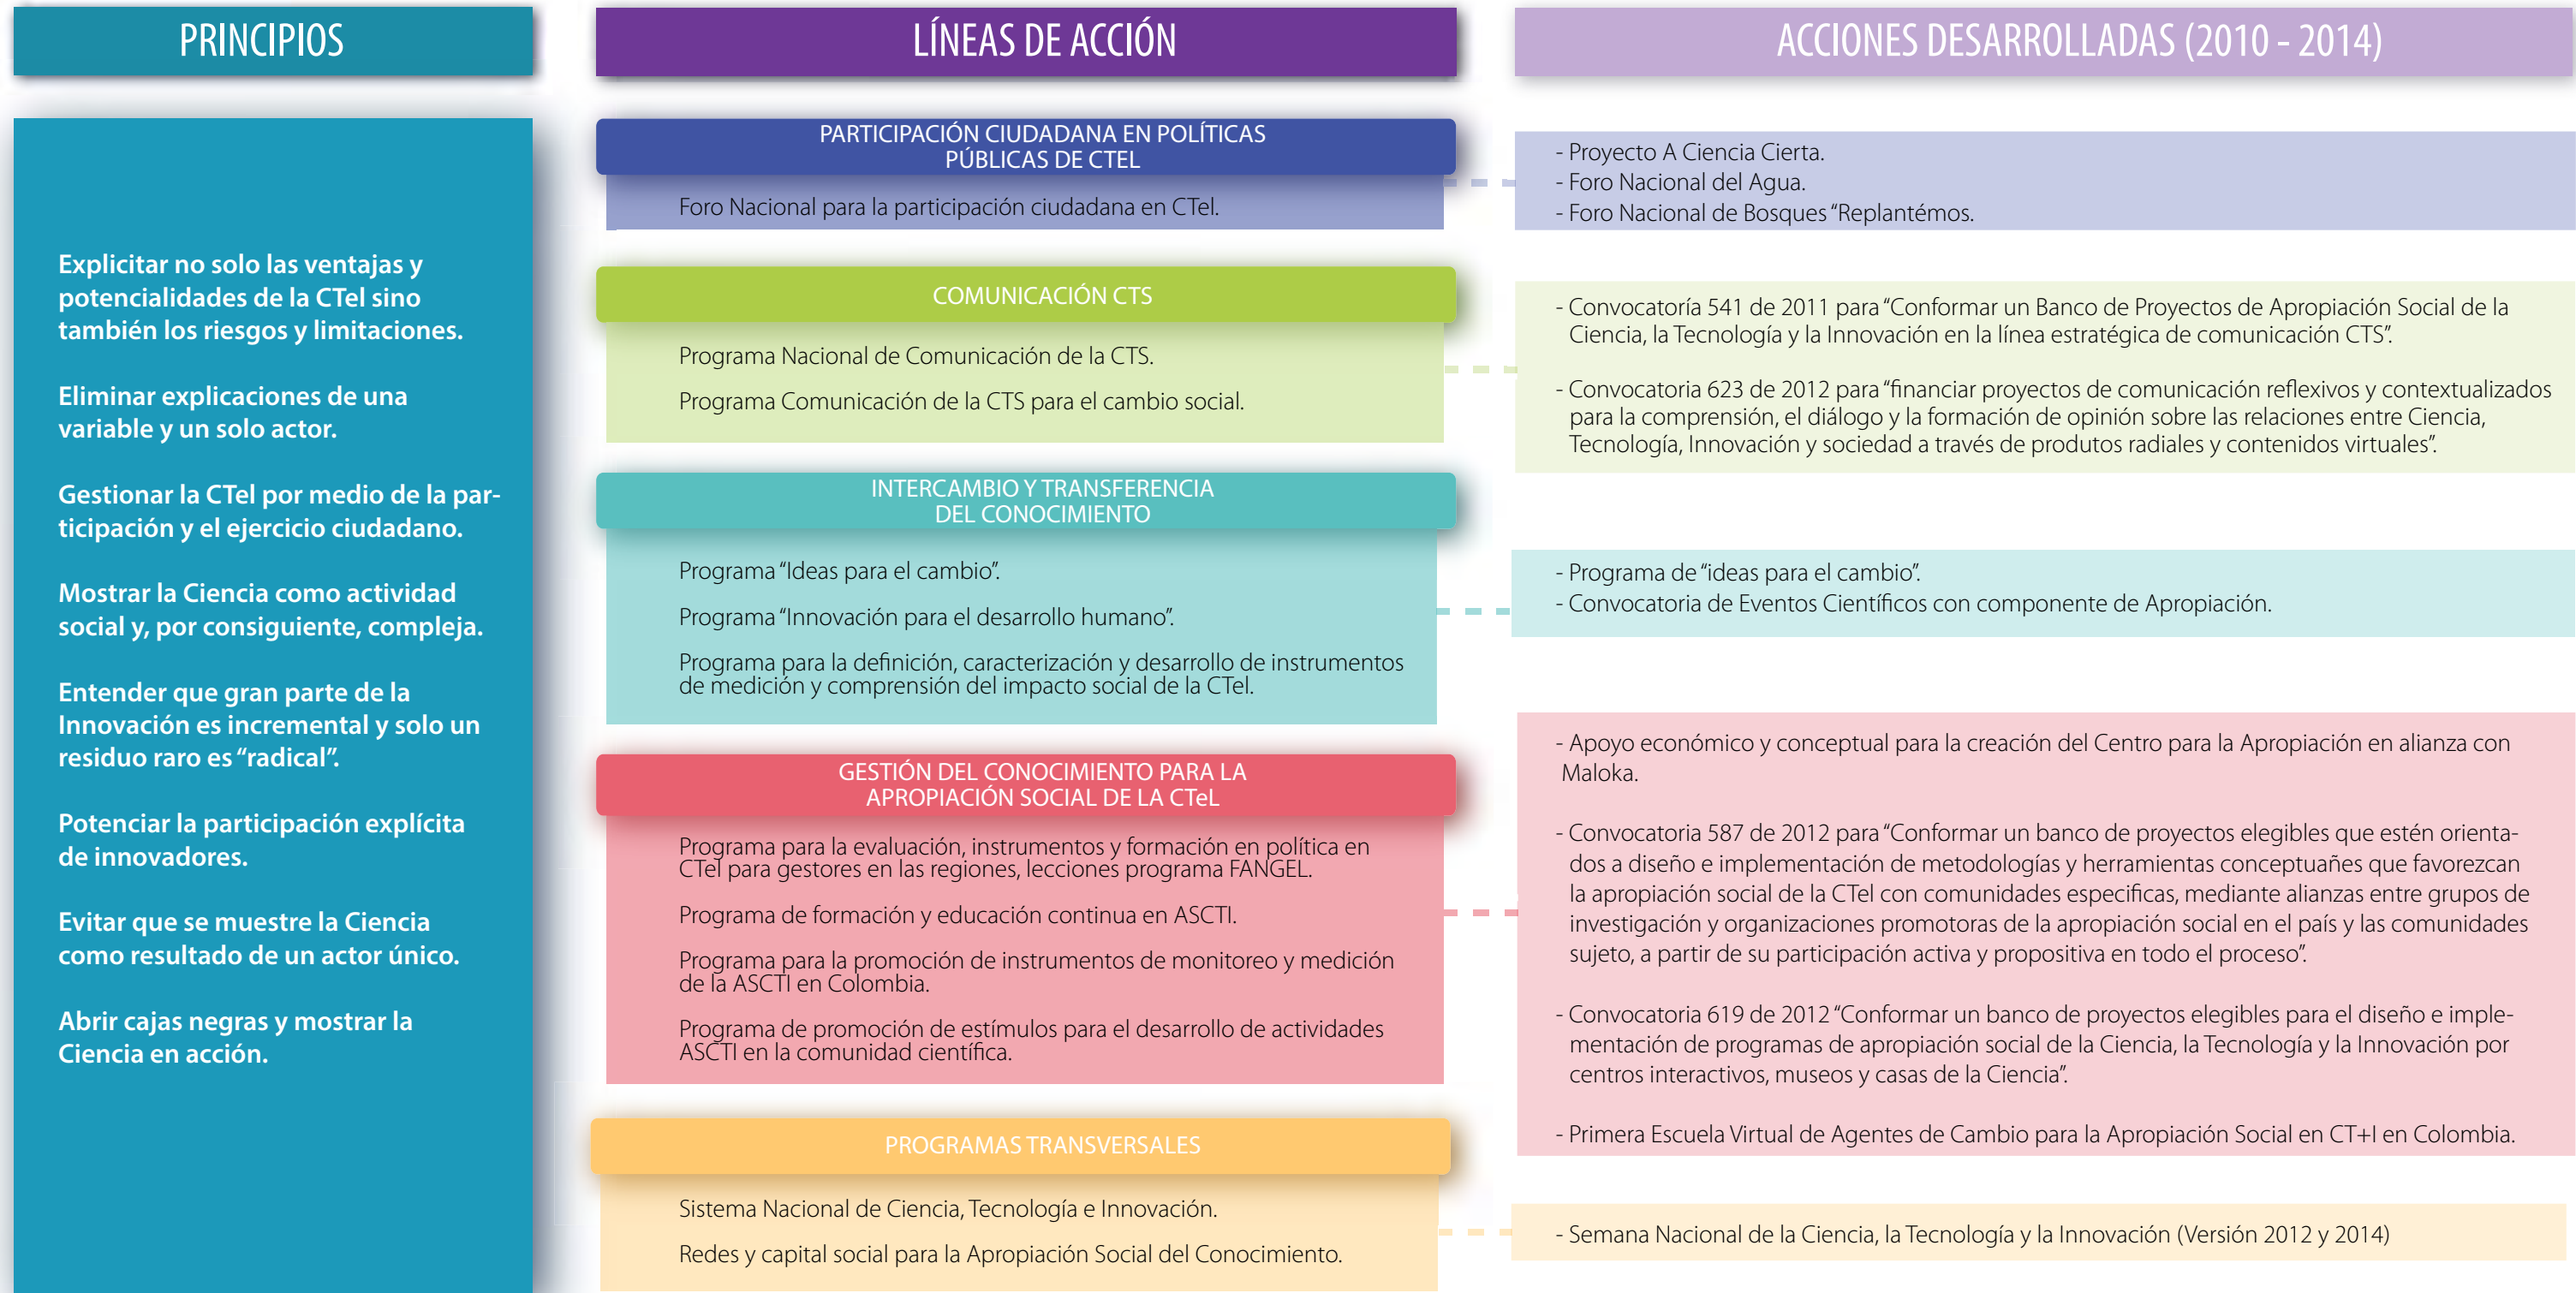 PRINCIPIOS
Explicitar no solo las ventajas y
potencialidades de la CTel sino
también los riesgos y limitaciones.
Eliminar explicaciones de una
variable y un solo actor.
Gestionar la CTel por medio de la par-
ticipación y el ejercicio ciudadano.
Mostrar la Ciencia como actividad
social y, por consiguiente, compleja.
Entender que gran parte de la
Innovación es incremental y solo un
residuo raro es “radical”.
Potenciar la participación explícita
de innovadores.
Evitar que se muestre la Ciencia
como resultado de un actor único.
Abrir cajas negras y mostrar la
Ciencia en acción.
LÍNEAS DE ACCIÓN
PARTICIPACIÓN CIUDADANA EN POLÍTICAS
PÚBLICAS DE CTEL
Foro Nacional para la participación ciudadana en CTel.
COMUNICACIÓN CTS
Programa Nacional de Comunicación de la CTS.
Programa Comunicación de la CTS para el cambio social.
INTERCAMBIO Y TRANSFERENCIA
DEL CONOCIMIENTO
Programa “Ideas para el cambio”.
Programa “Innovación para el desarrollo humano”.
Programa para la definición, caracterización y desarrollo de instrumentos
de medición y comprensión del impacto social de la CTel.
GESTIÓN DEL CONOCIMIENTO PARA LA
APROPIACIÓN SOCIAL DE LA CTeL
Programa para la evaluación, instrumentos y formación en política en
CTel para gestores en las regiones, lecciones programa FANGEL.
Programa de formación y educación continua en ASCTI.
Programa para la promoción de instrumentos de monitoreo y medición
de la ASCTI en Colombia.
Programa de promoción de estímulos para el desarrollo de actividades
ASCTI en la comunidad científica.
PROGRAMAS TRANSVERSALES
Sistema Nacional de Ciencia, Tecnología e Innovación.
Redes y capital social para la Apropiación Social del Conocimiento.
ACCIONES DESARROLLADAS (2010 - 2014)
- Proyecto A Ciencia Cierta.
- Foro Nacional del Agua.
- Foro Nacional de Bosques “Replantémos.
- Convocatoría 541 de 2011 para “Conformar un Banco de Proyectos de Apropiación Social de la
Ciencia, la Tecnología y la Innovación en la línea estratégica de comunicación CTS”.
- Convocatoria 623 de 2012 para “financiar proyectos de comunicación reflexivos y contextualizados
para la comprensión, el diálogo y la formación de opinión sobre las relaciones entre Ciencia,
Tecnología, Innovación y sociedad a través de produtos radiales y contenidos virtuales”.
- Programa de “ideas para el cambio”.
- Convocatoria de Eventos Científicos con componente de Apropiación.
- Apoyo económico y conceptual para la creación del Centro para la Apropiación en alianza con
Maloka.
- Convocatoria 587 de 2012 para “Conformar un banco de proyectos elegibles que estén orienta-
dos a diseño e implementación de metodologías y herramientas conceptuañes que favorezcan
la apropiación social de la CTel con comunidades especificas, mediante alianzas entre grupos de
investigación y organizaciones promotoras de la apropiación social en el país y las comunidades
sujeto, a partir de su participación activa y propositiva en todo el proceso”.
- Convocatoria 619 de 2012 “Conformar un banco de proyectos elegibles para el diseño e imple-
mentación de programas de apropiación social de la Ciencia, la Tecnología y la Innovación por
centros interactivos, museos y casas de la Ciencia”.
- Primera Escuela Virtual de Agentes de Cambio para la Apropiación Social en CT+I en Colombia.
- Semana Nacional de la Ciencia, la Tecnología y la Innovación (Versión 2012 y 2014)